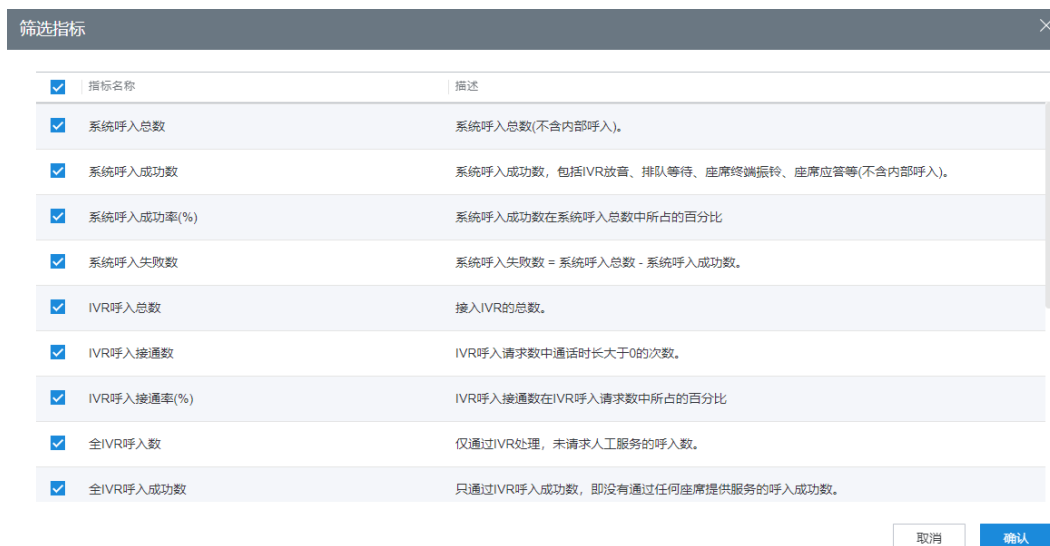 筛选指标
指标名称 描述
系统呼入总数 系统呼入总数(不含内部呼入)。
系统呼入成功数 系统呼入成功数，包括IVR放音、排队等待、座席终端振铃、座席应答等(不含内部呼入)。
系统呼入成功率(%) 系统呼入成功数在系统呼入总数中所占的百分比
系统呼入失败数 系统呼入失败数 = 系统呼入总数 - 系统呼入成功数。
IVR呼入总数 接入IVR的总数。
IVR呼入接通数 IVR呼入请求数中通话时长大于0的次数。
IVR呼入接通率(%) IVR呼入接通数在IVR呼入请求数中所占的百分比
全IVR呼入数 仅通过IVR处理，未请求人工服务的呼入数。
全IVR呼入成功数 只通过IVR呼入成功数，即没有通过任何座席提供服务的呼入成功数。
取消 确认